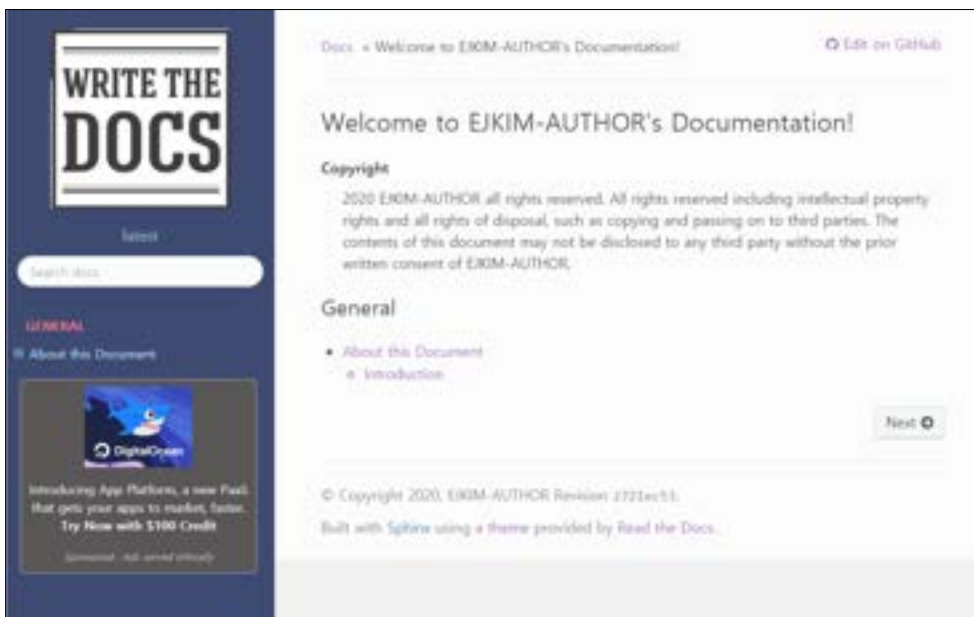 WRITE THE
DOCS
latest
Search docs
GENERAL
About this Document
DigitalOcean
Introducing App Platform, a new PaaS
that gets your apps to market, faster.
Try Now with $100 Credit
Sponsored · Ads served ethically
Docs » Welcome to EJKIM-AUTHOR's Documentation!
Edit on GitHub
Welcome to EJKIM-AUTHOR's Documentation!
Copyright
2020 EJKIM-AUTHOR all rights reserved. All rights reserved including intellectual property
rights and all rights of disposal, such as copying and passing on to third parties. The
contents of this document may not be disclosed to any third party without the prior
written consent of EJKIM-AUTHOR.
General
About this Document
Introduction
Next
© Copyright 2020, EJKIM-AUTHOR Revision
Built with Sphinx using a theme provided by Read the Docs.